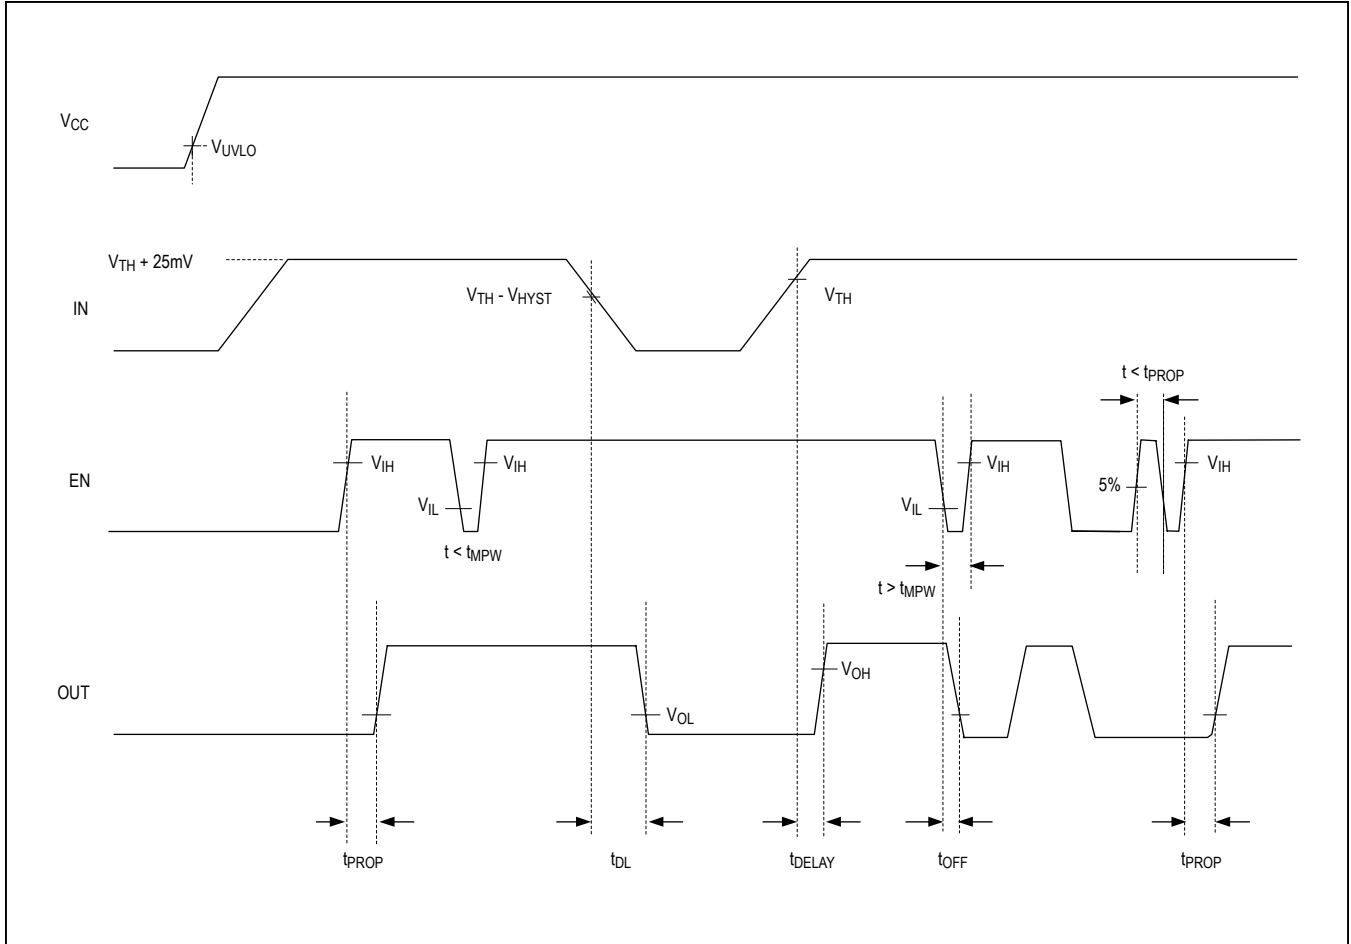 VCC
VUVLO
VTH + 25mV
IN
VTH - VHYST
VTH
t < tPROP
EN
VIH
VIL
VIH
t < tMPW
VIL
VIH
5%
VIH
t > tMPW
OUT
VOL
VOH
tPROP
tDL
tDELAY
tOFF
tPROP